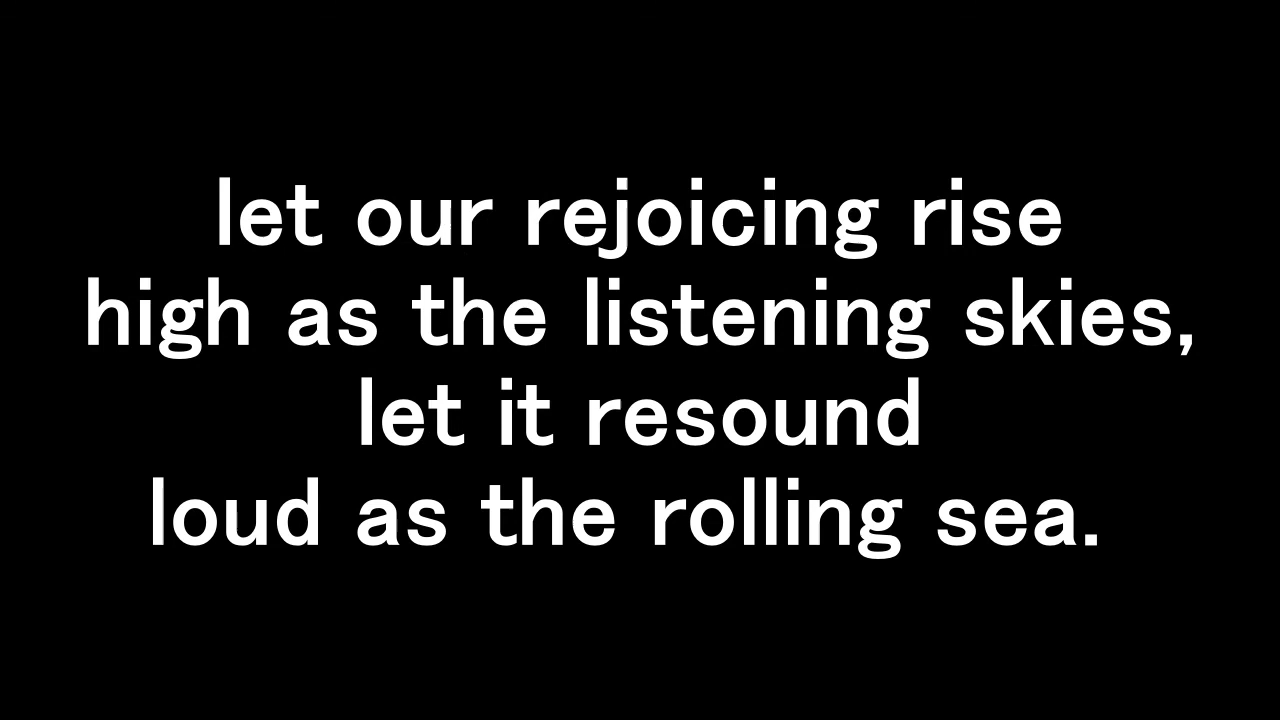 let our rejoicing rise
high as the listening skies,
let it resound
loud as the rolling sea.